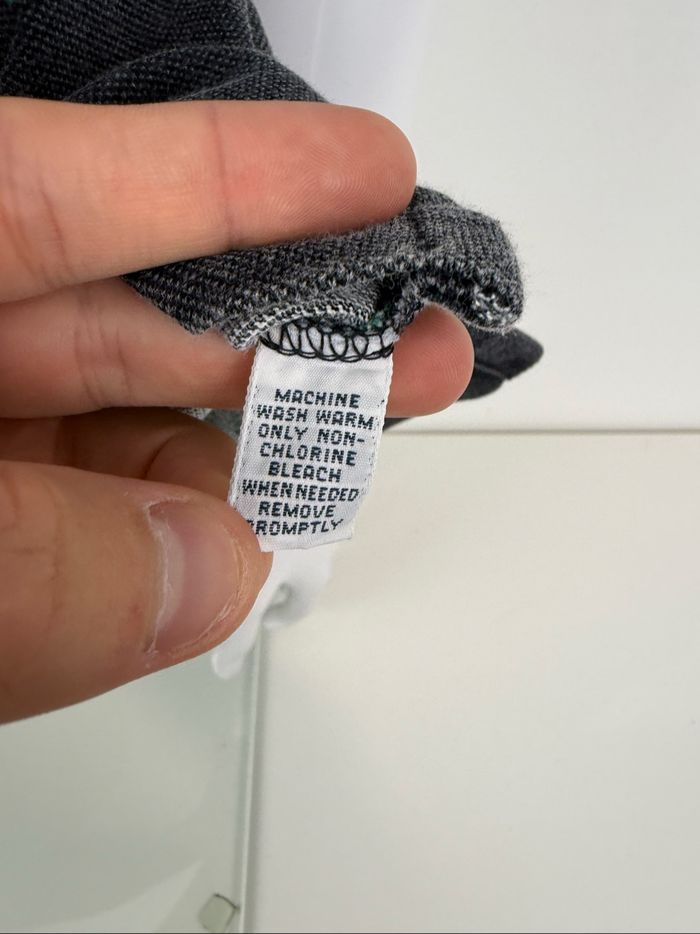 MACHINE
WASH WARM
ONLY NON-
CHLORINE
BLEACH
WHEN NEEDED
REMOVE
PROMPTLY